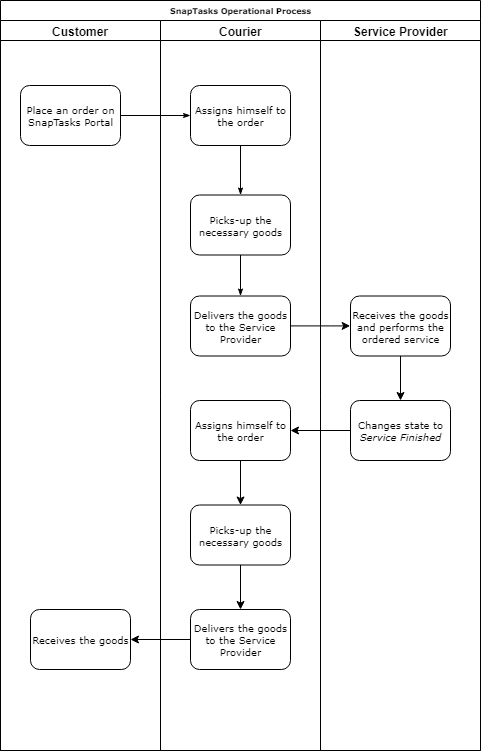 SnapTasks Operational Process
Customer
Courier
Service Provider
Place an order on
SnapTasks Portal
Assigns himself to
the order
Picks-up the
necessary goods
Delivers the goods
to the Service
Provider
Receives the goods
and performs the
ordered service
Changes state to
Service Finished
Assigns himself to
the order
Picks-up the
necessary goods
Delivers the goods
to the Service
Provider
Receives the goods